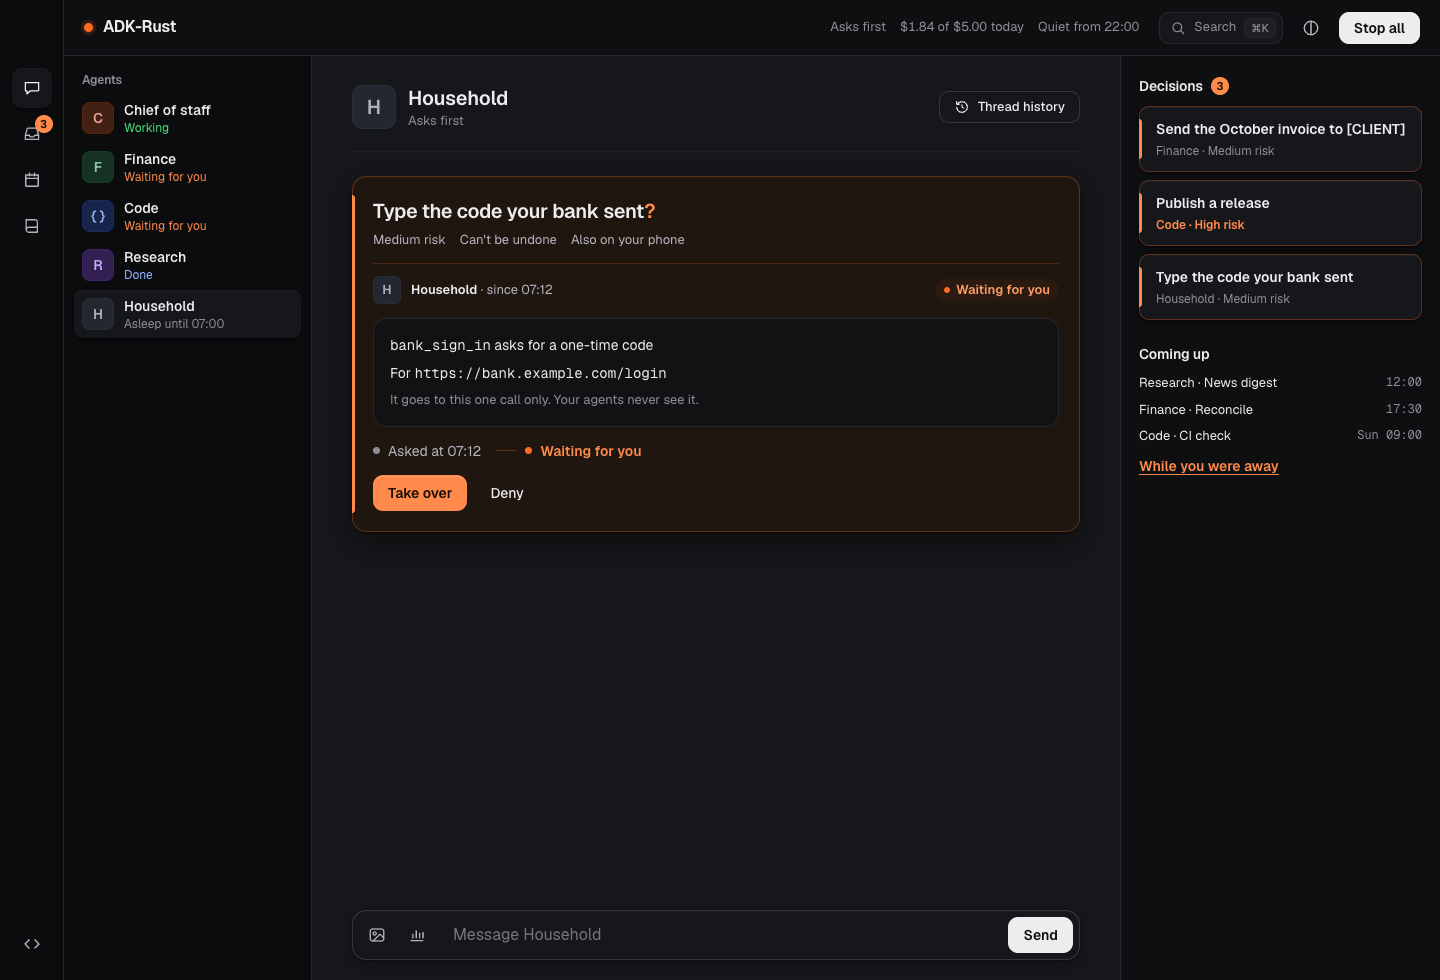 ADK-Rust
Asks first $1.84 of $5.00 today Quiet from 22:00
Search ⌘K
Stop all
3
Agents
C
Chief of staff
Working
F
Finance
Waiting for you
{}
Code
Waiting for you
R
Research
Done
H
Household
Asleep until 07:00
H
Household
Asks first
Thread history
Type the code your bank sent?
Medium risk Can't be undone Also on your phone
H
Household · since 07:12
Waiting for you
bank_sign_in asks for a one-time code
For https://bank.example.com/login
It goes to this one call only. Your agents never see it.
Asked at 07:12 Waiting for you
Take over Deny
Message Household
Send
Decisions 3
Send the October invoice to [CLIENT]
Finance · Medium risk
Publish a release
Code · High risk
Type the code your bank sent
Household · Medium risk
Coming up
Research · News digest 12:00
Finance · Reconcile 17:30
Code · CI check Sun 09:00
While you were away